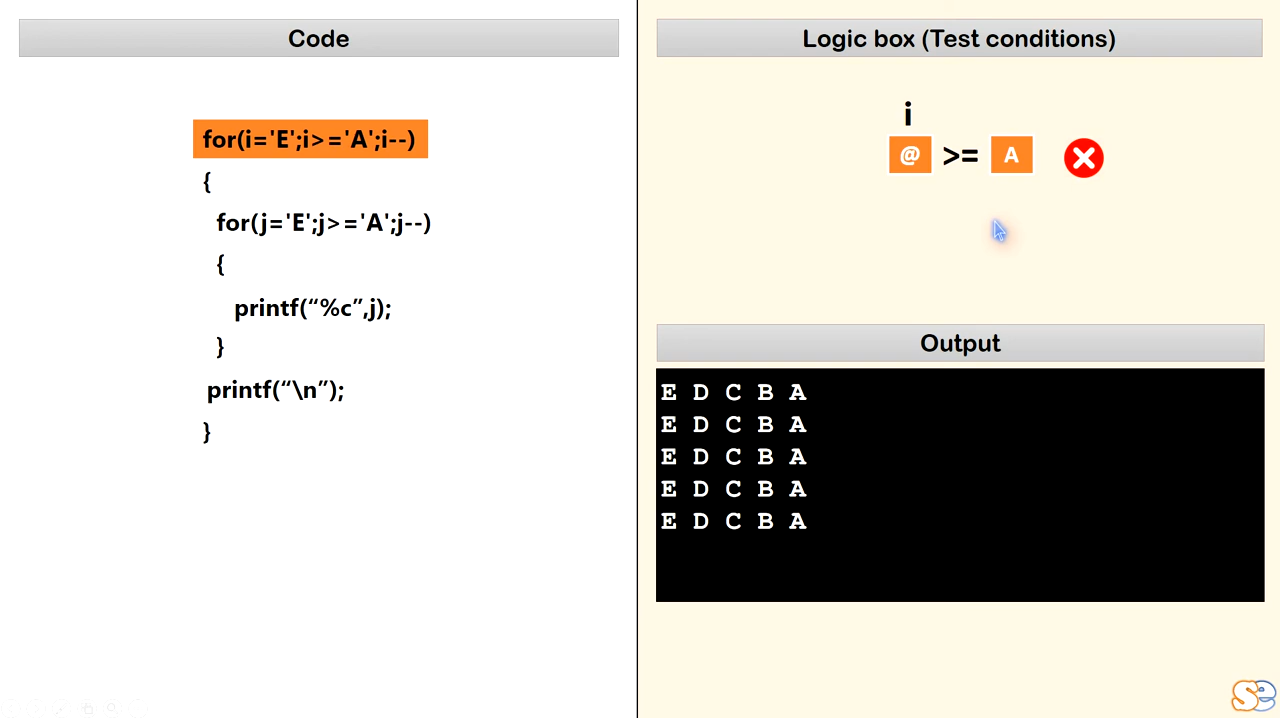 Code
for(i='E';i>='A';i--)
{
for(j='E';j>='A';j--)
{
printf(“%c”,j);
}
printf(“\n”);
}
Logic box (Test conditions)
i
@ >= A
Output
E D C B A
E D C B A
E D C B A
E D C B A
E D C B A